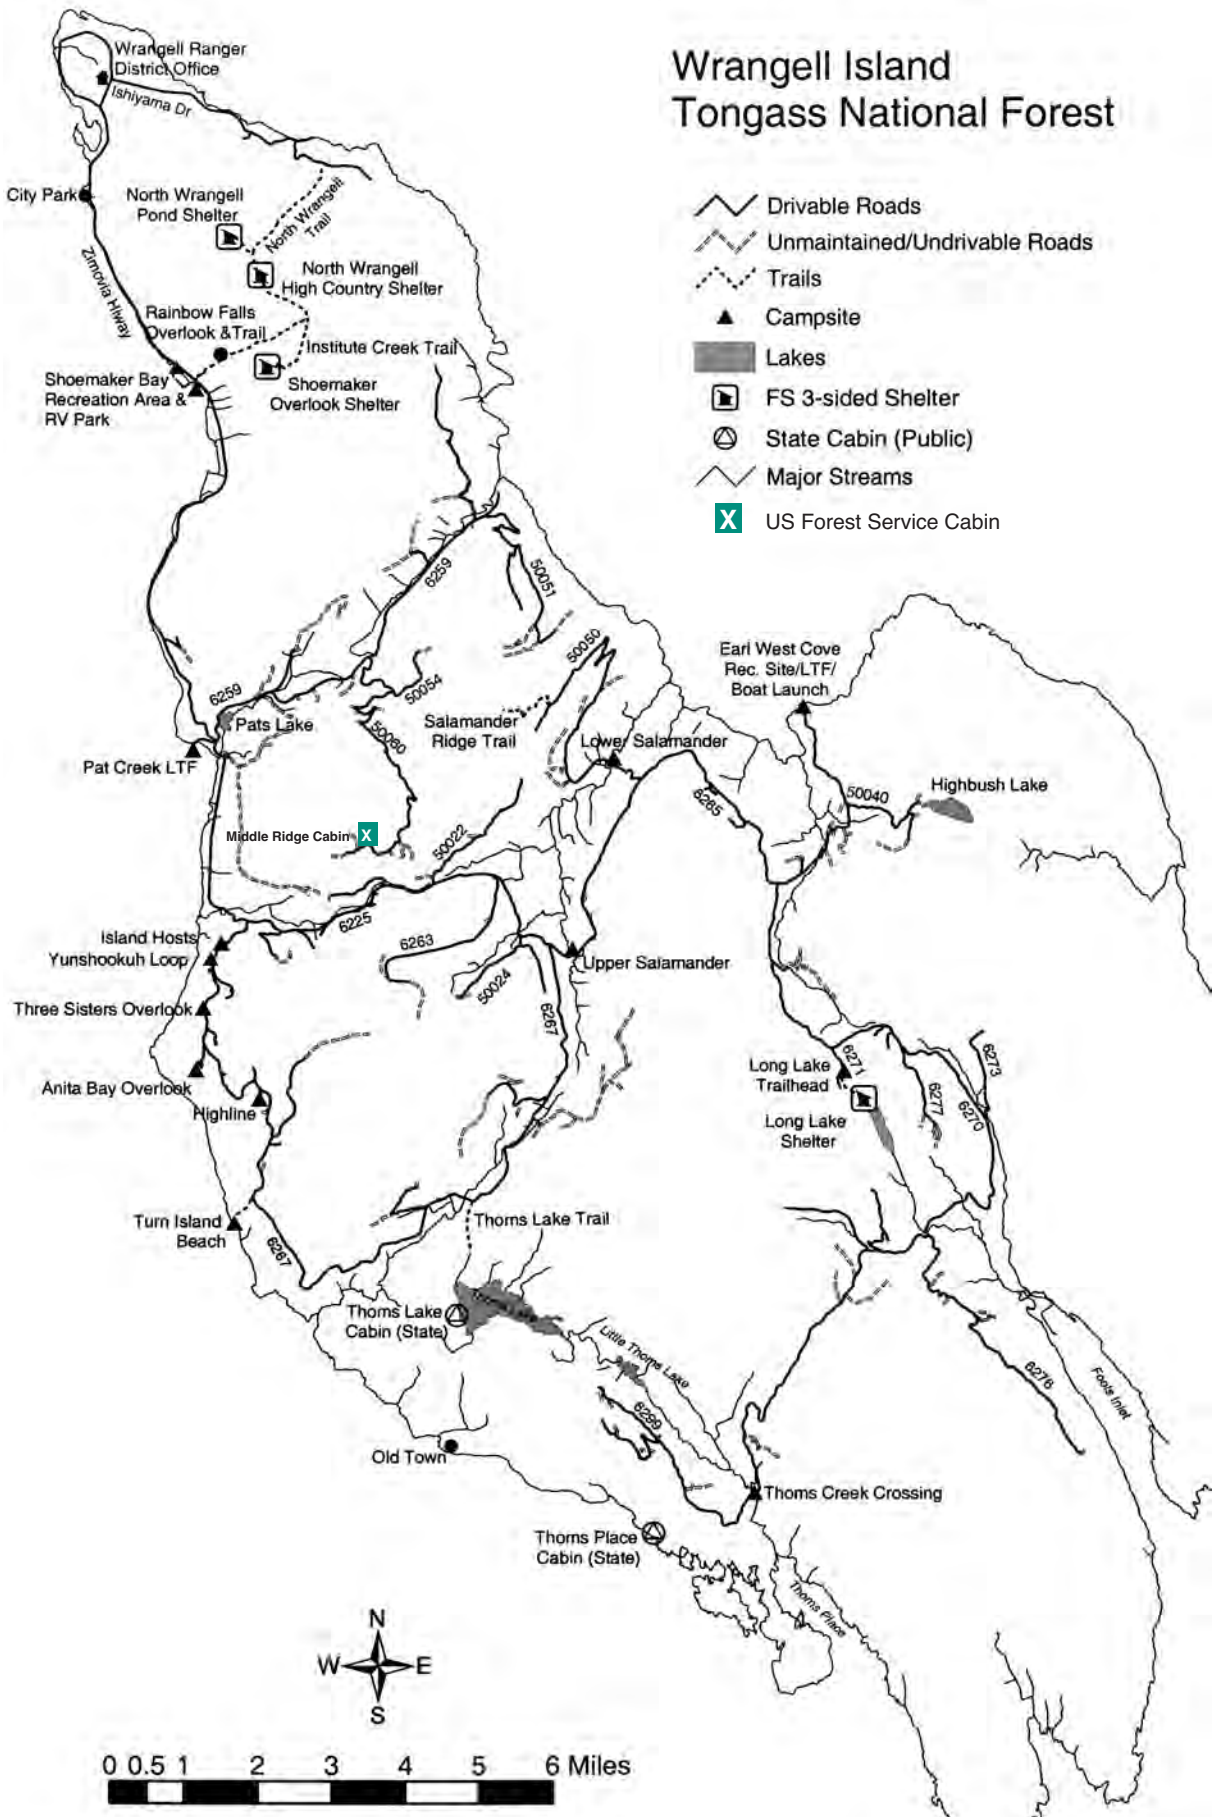 Wrangell Island
Tongass National Forest
Drivable Roads
Unmaintained/Undrivable Roads
Trails
Campsite
Lakes
FS 3-sided Shelter
State Cabin (Public)
Major Streams
X US Forest Service Cabin
Wrangell Ranger
District Office
Ishiyama Dr
City Park
North Wrangell
Pond Shelter
North Wrangell
Trail
North Wrangell
High Country Shelter
Zimovia Hiway
Rainbow Falls
Overlook &Trail
Institute Creek Trail
Shoemaker Bay
Recreation Area &
RV Park
Shoemaker
Overlook Shelter
6259
50051
50050
Earl West Cove
Rec. Site/LTF/
Boat Launch
6259
50054
Pats Lake
50060
Salamander
Ridge Trail
Lower Salamander
Pat Creek LTF
6265
50040
Highbush Lake
Middle Ridge Cabin X
50022
6225
Island Hosts
Yunshookuh Loop
6263
50024
Upper Salamander
Three Sisters Overlook
6267
Anita Bay Overlook
Highline
Long Lake
Trailhead
6271
6273
6277
6270
Long Lake
Shelter
Turn Island
Beach
6267
Thoms Lake Trail
Thoms Lake
Thoms Lake
Cabin (State)
Little Thoms Lake
6299
6276
Fools Inlet
Old Town
Thoms Creek Crossing
Thoms Place
Cabin (State)
Thoms Place
N
W E
S
0 0.5 1 2 3 4 5 6 Miles